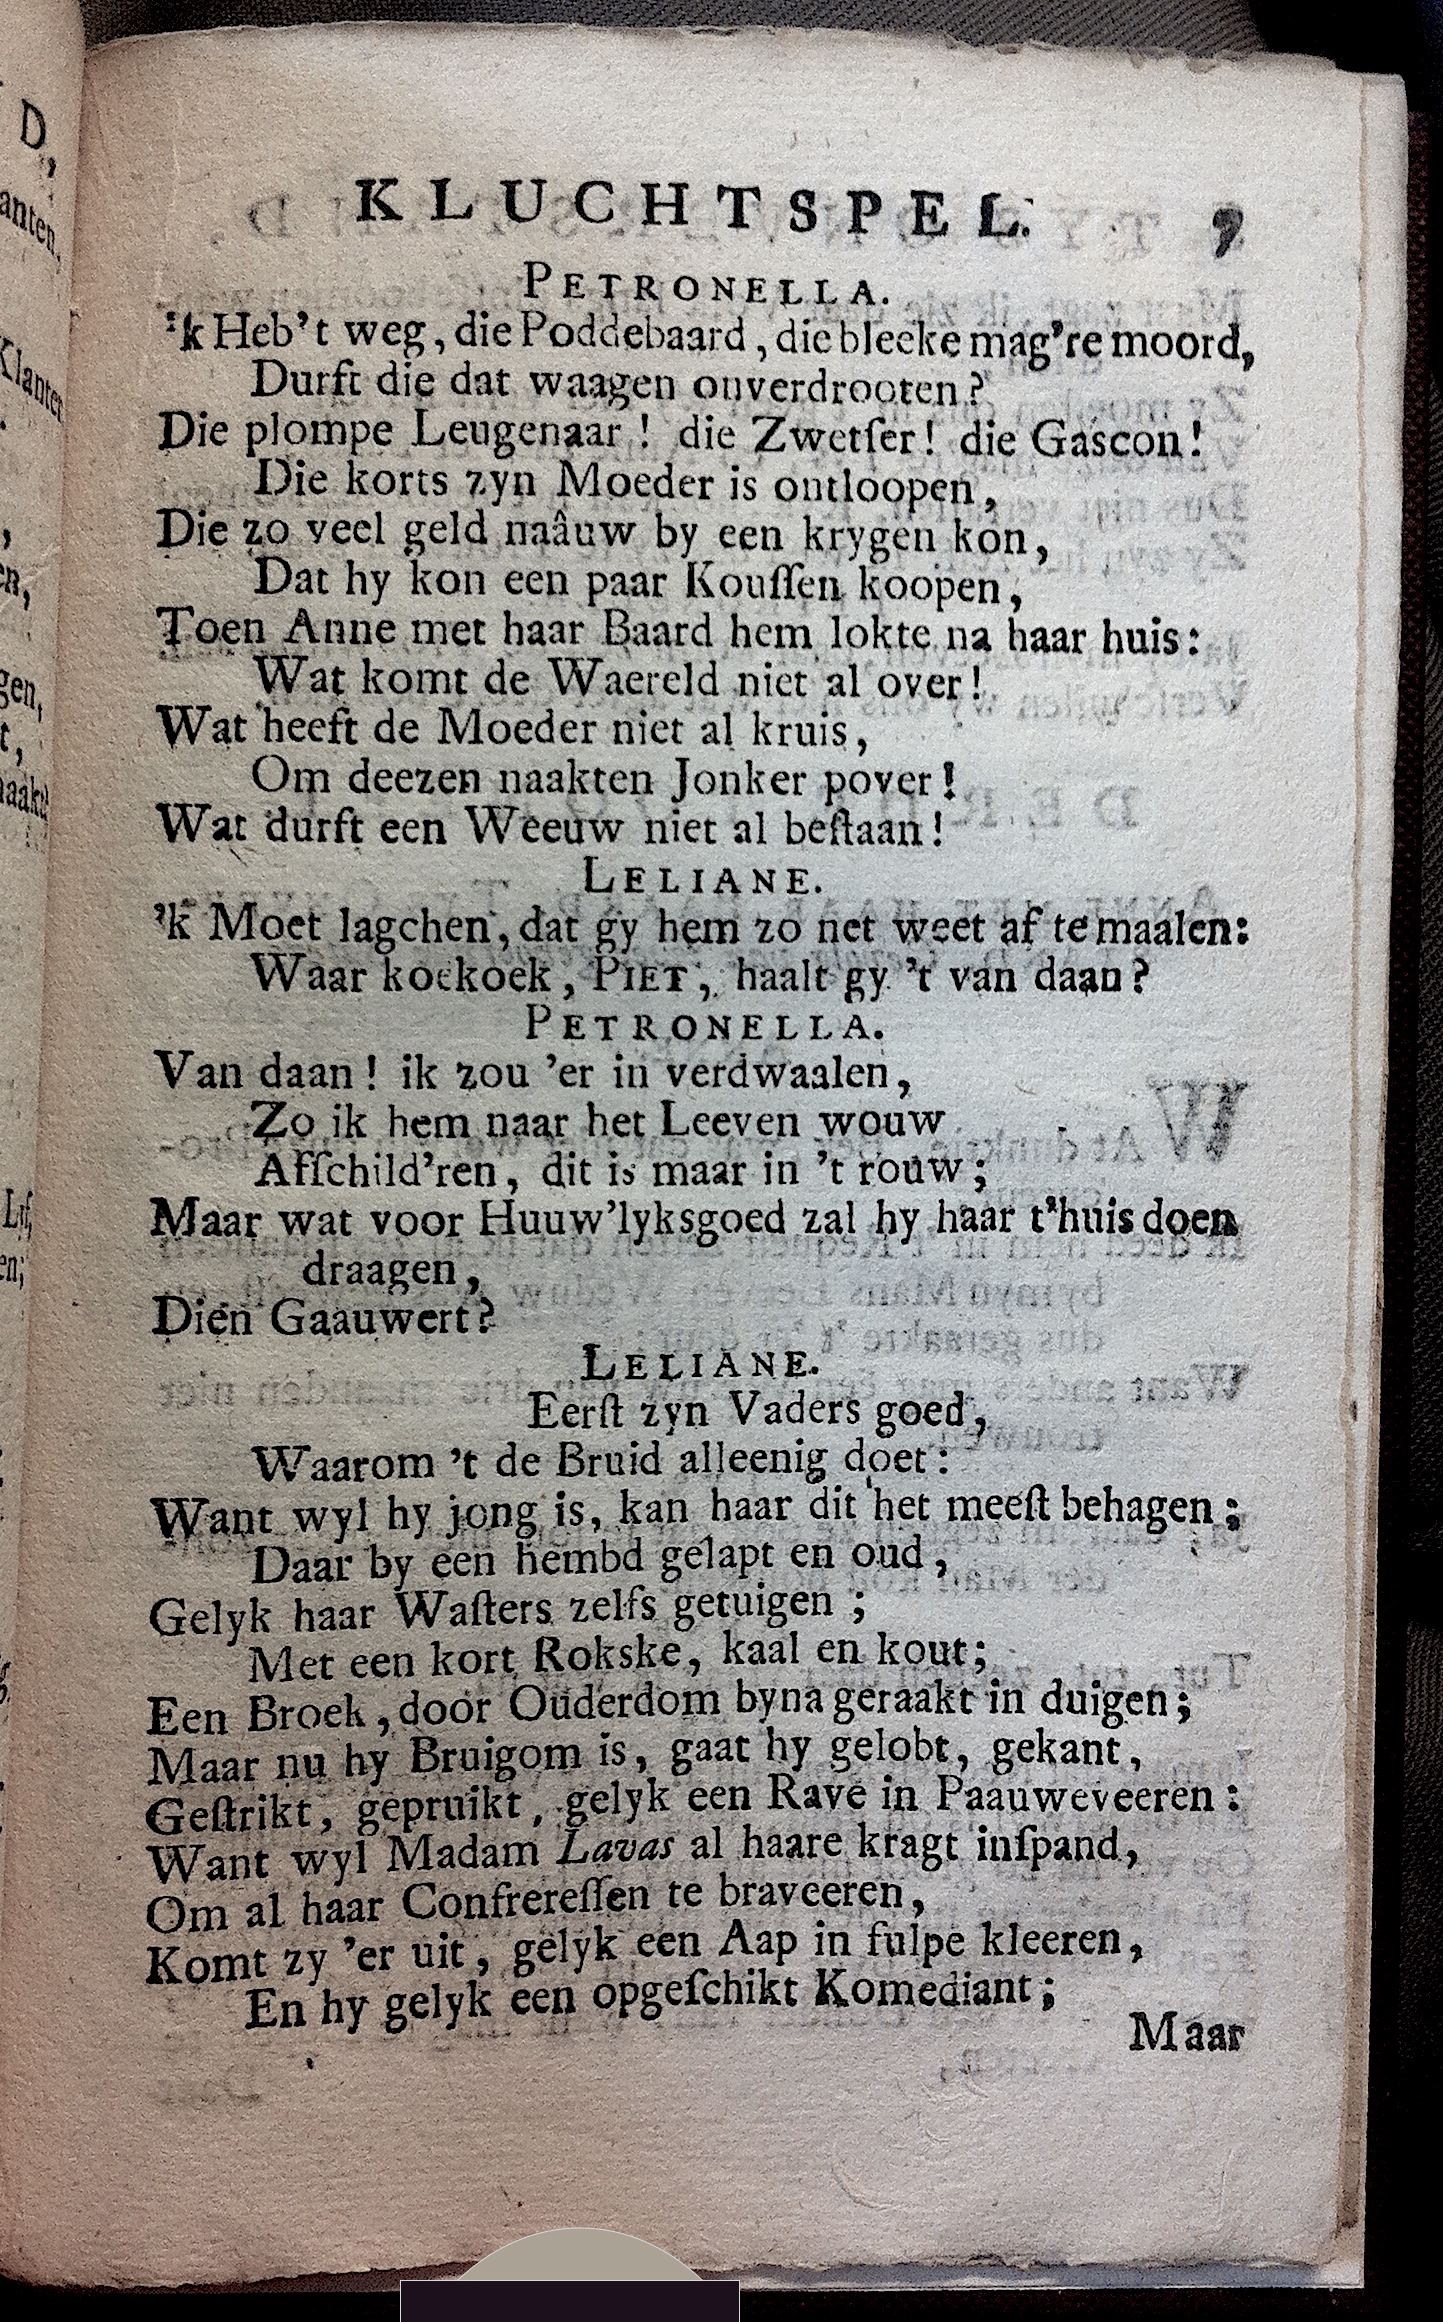 KLUCHTSPEL. 9
PETRONELLA.
'k Heb't weg, die Poddebaard, die bleeke mag're moord,
Durft die dat waagen onverdrooten?
Die plompe Leugenaar! die Zwetſer! die Gascon!
Die korts zyn Moeder is ontloopen,
Die zo veel geld naâuw by een krygen kon,
Dat hy kon een paar Kouſſen koopen,
Toen Anne met haar Baard hem lokte na haar huis:
Wat komt de Waereld niet al over!
Wat heeft de Moeder niet al kruis,
Om deezen naakten Jonker pover!
Wat durft een Weeuw niet al beſtaan!
LELIANE.
'k Moet lagchen, dat gy hem zo net weet af te maalen:
Waar koekoek, PIET, haalt gy 't van daan?
PETRONELLA.
Van daan! ik zou 'er in verdwaalen,
Zo ik hem naar het Leeven wouw
Afſchild'ren, dit is maar in 't rouw;
Maar wat voor Huuw'lyksgoed zal hy haar t'huis doen
draagen,
Dien Gaauwert?
LELIANE.
Eerſt zyn Vaders goed,
Waarom 't de Bruid alleenig doet:
Want wyl hy jong is, kan haar dit het meeſt behagen;
Daar by een hembd gelapt en oud,
Gelyk haar Waſters zelfs getuigen;
Met een kort Rokske, kaal en kout;
Een Broek, door Ouderdom byna geraakt in duigen;
Maar nu hy Bruigom is, gaat hy gelobt, gekant,
Geſtrikt, gepruikt, gelyk een Rave in Paauweveeren:
Want wyl Madam Lavas al haare kragt inſpand,
Om al haar Confrereſſen te braveeren,
Komt zy 'er uit, gelyk een Aap in fulpe kleeren,
En hy gelyk een opgeſchikt Komediant;
Maar